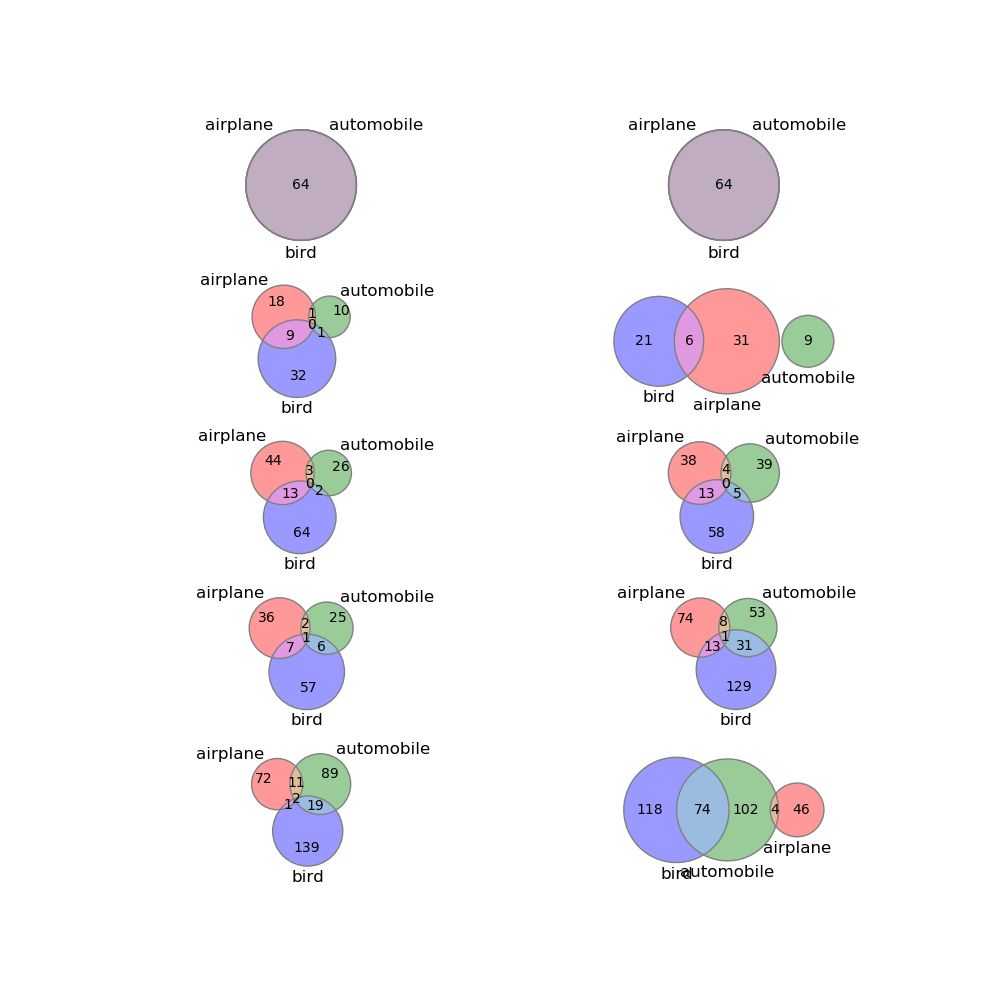 airplane automobile
64
bird
airplane automobile
64
bird
airplane
automobile
18
1
10
0
1
9
32
bird
21
6
31
9
automobile
bird
airplane
airplane
automobile
44
3
26
0
2
13
64
bird
airplane
automobile
38
4
39
0
13
5
58
bird
airplane
automobile
36
2
25
1
7
6
57
bird
airplane
automobile
74
8
53
1
13
31
129
bird
airplane
automobile
72
11
89
2
1
19
139
bird
118
74
102
4
46
airplane
bird
automobile